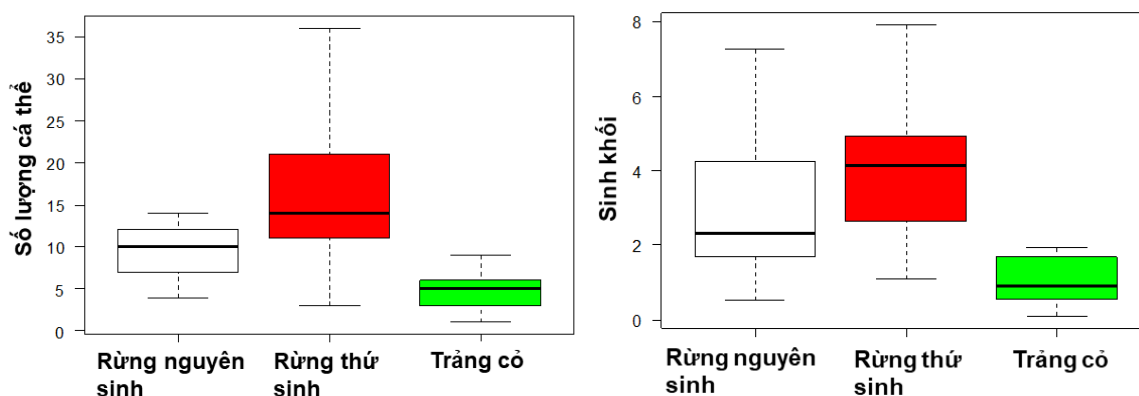 Số lượng cá thể
35
30
25
20
15
10
5
0
Rừng nguyên
sinh
Rừng thứ
sinh
Trảng cỏ
Sinh khối
8
6
4
2
0
Rừng nguyên
sinh
Rừng thứ
sinh
Trảng cỏ